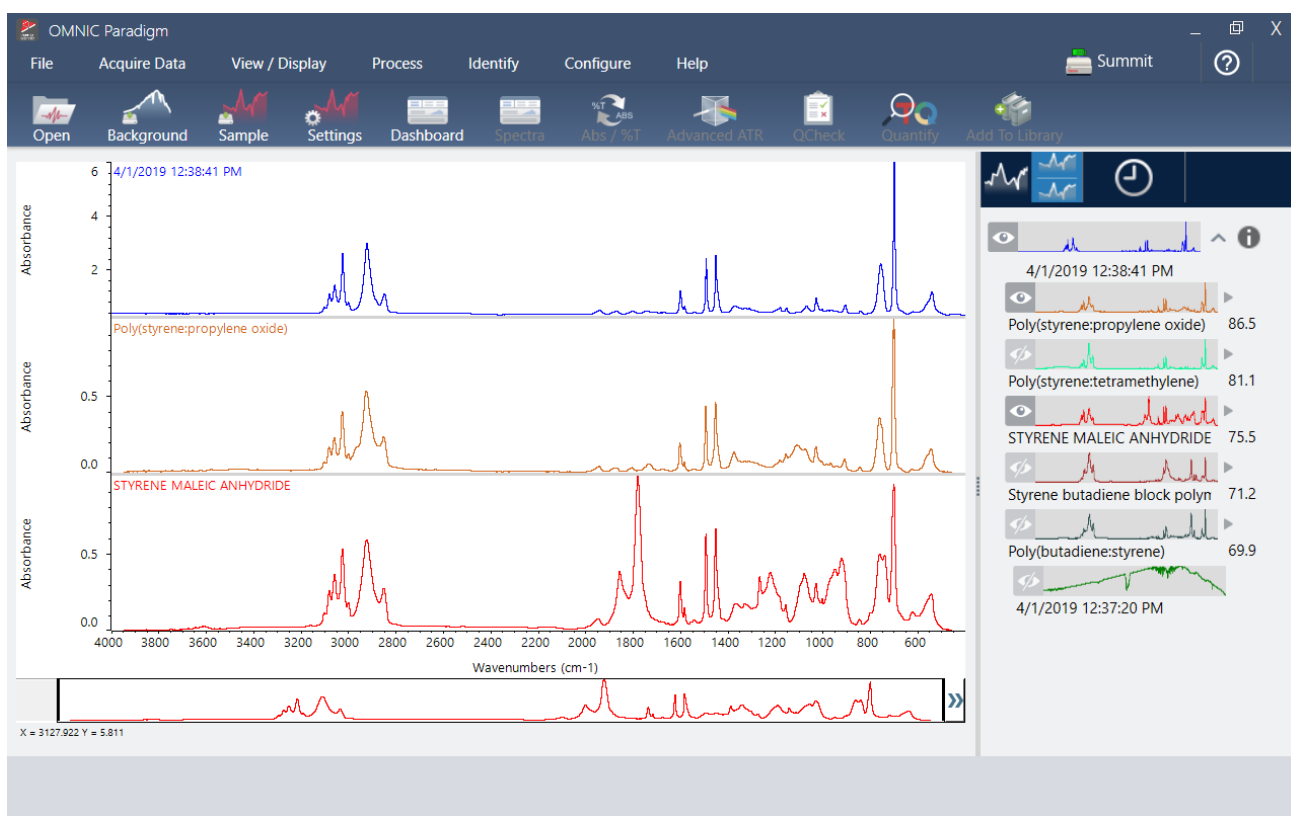 OMNIC Paradigm
_ X
File Acquire Data View / Display Process Identify Configure Help
Summit
?
%T
ABS
Open Background Sample Settings Dashboard Spectra Abs / %T Advanced ATR QCheck Quantify Add To Library
4/1/2019 12:38:41 PM
6
4
2
Absorbance
Poly(styrene:propylene oxide)
0.5
0.0
Absorbance
STYRENE MALEIC ANHYDRIDE
0.5
0.0
Absorbance
4000 3800 3600 3400 3200 3000 2800 2600 2400 2200 2000 1800 1600 1400 1200 1000 800 600
Wavenumbers (cm-1)
»
X = 3127.922 Y = 5.811
i
4/1/2019 12:38:41 PM
Poly(styrene:propylene oxide) 86.5
Poly(styrene:tetramethylene) 81.1
STYRENE MALEIC ANHYDRIDE 75.5
Styrene butadiene block polyn 71.2
Poly(butadiene:styrene) 69.9
4/1/2019 12:37:20 PM